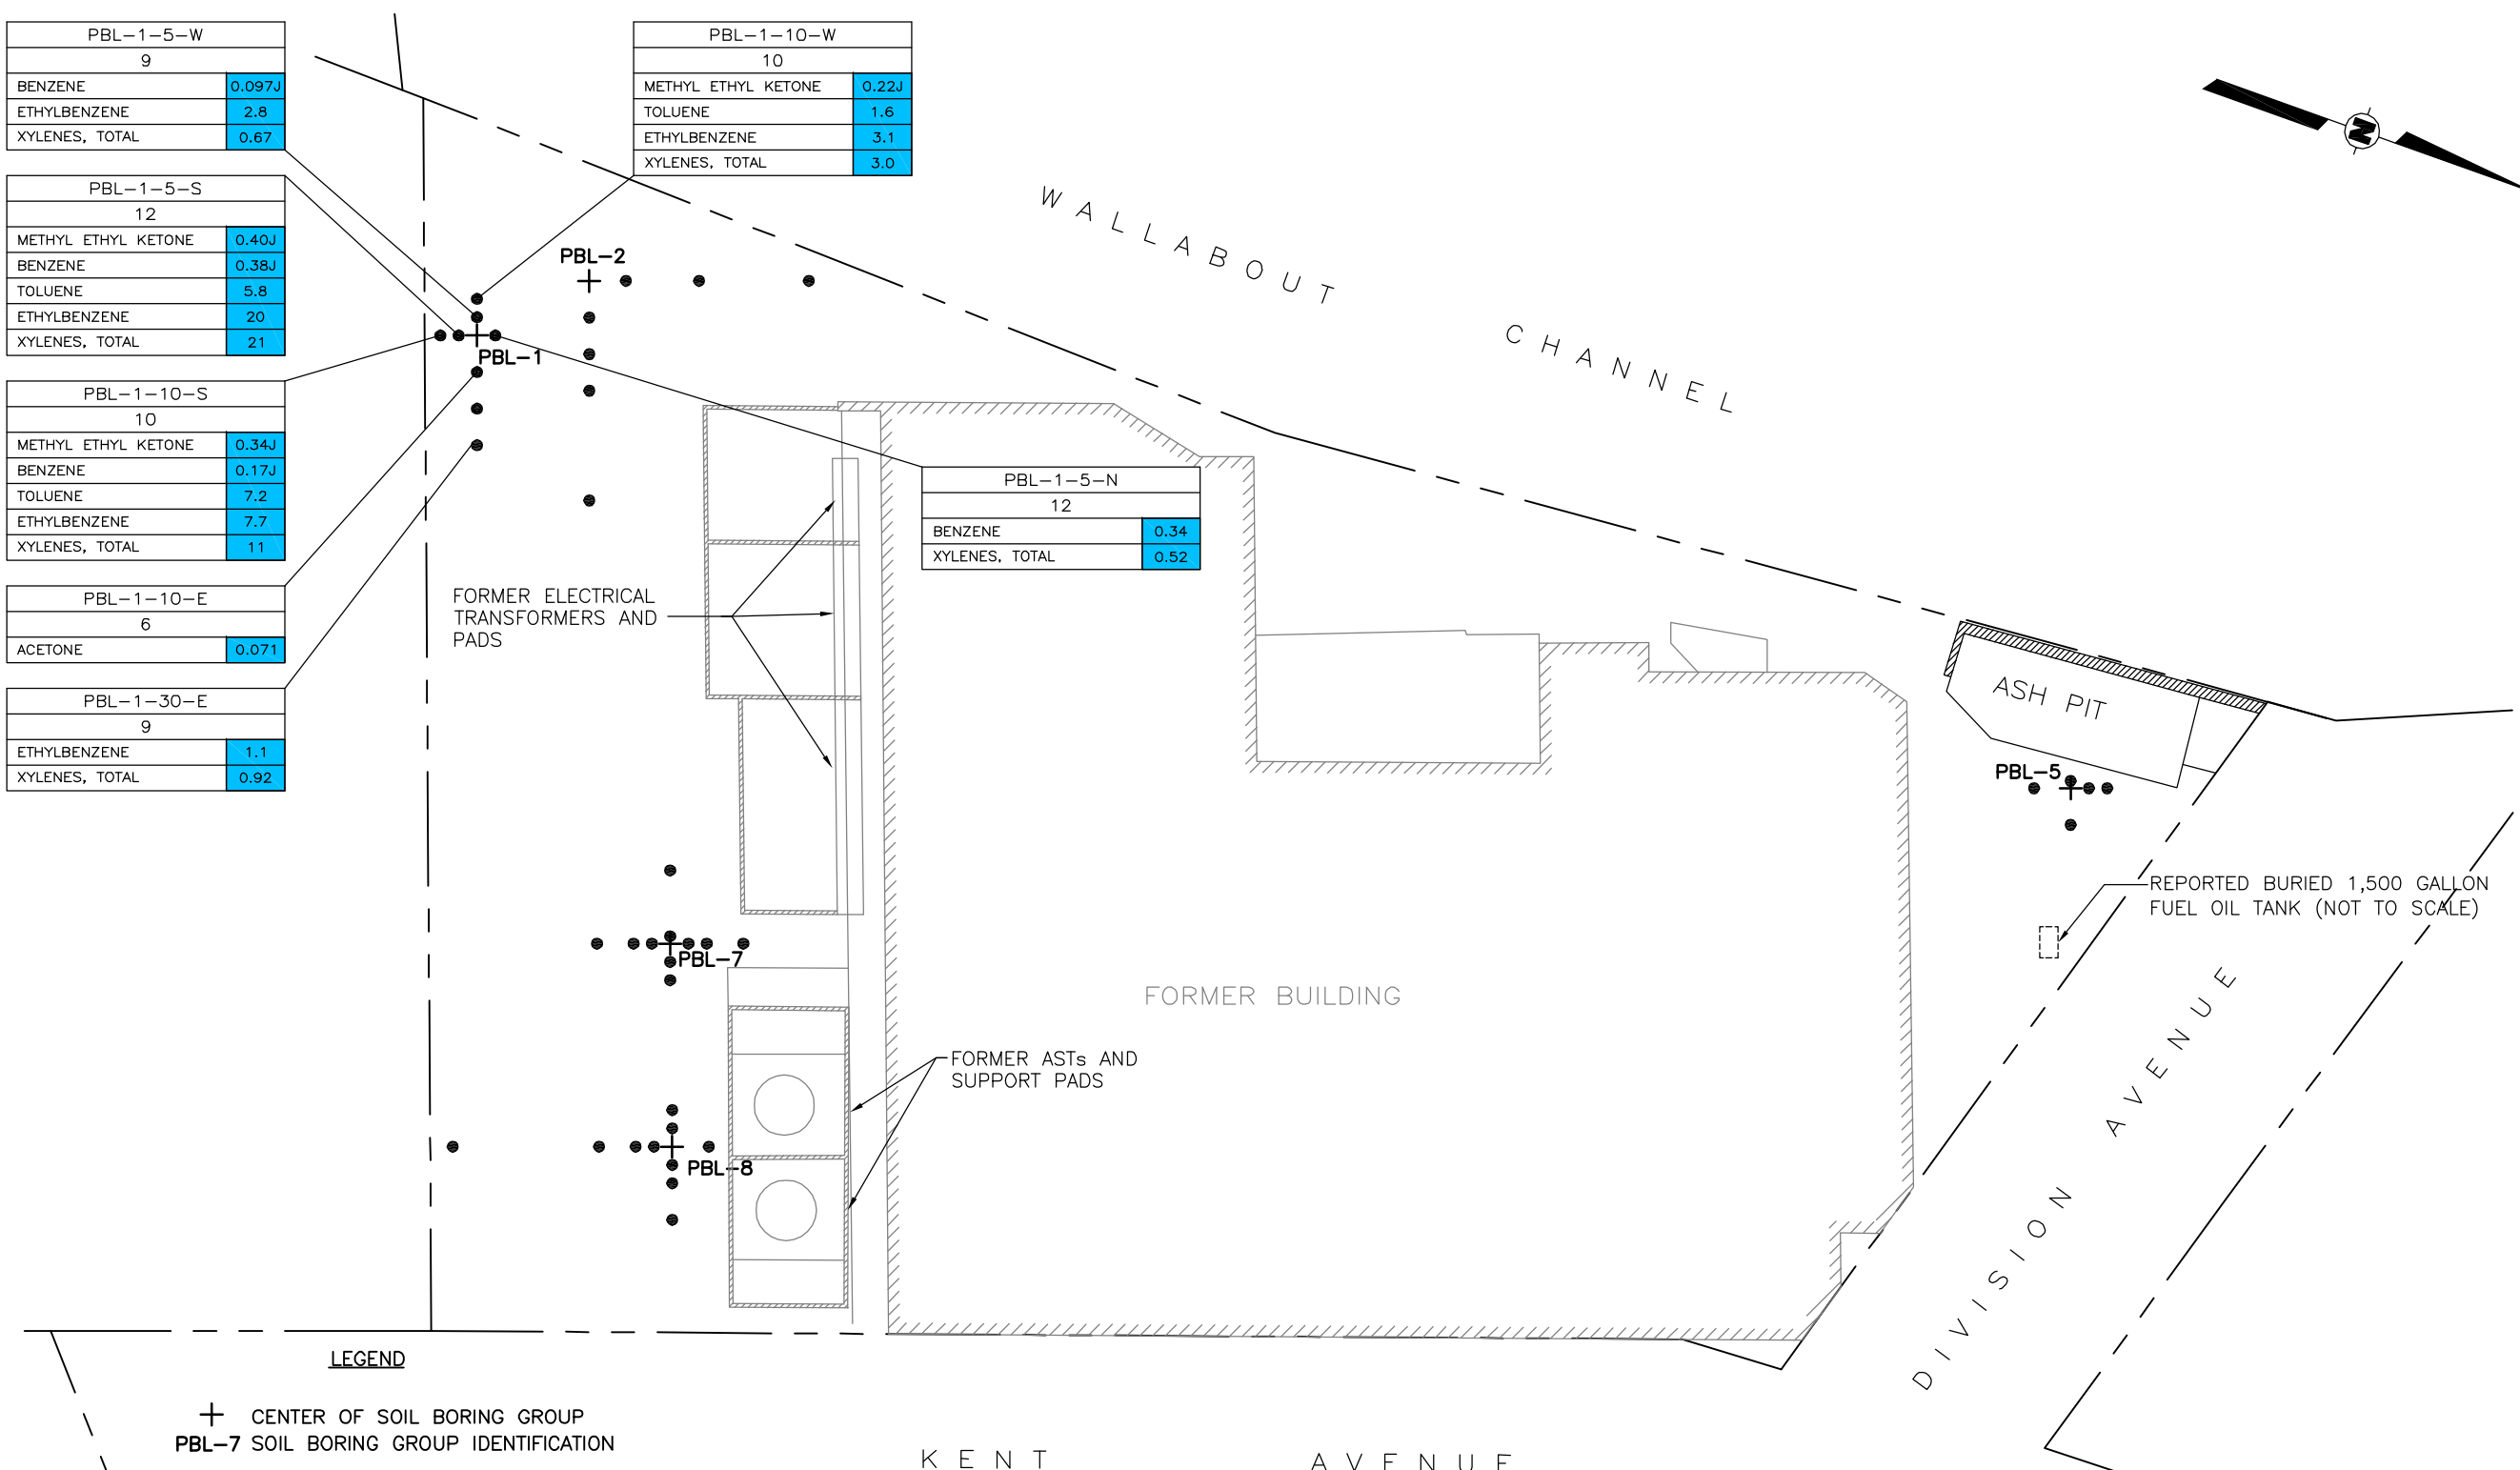 PBL-1-5-W
9
BENZENE 0.097J
ETHYLBENZENE 2.8
XYLENES, TOTAL 0.67
PBL-1-10-W
10
METHYL ETHYL KETONE 0.22J
TOLUENE 1.6
ETHYLBENZENE 3.1
XYLENES, TOTAL 3.0
N
PBL-1-5-S
12
METHYL ETHYL KETONE 0.40J
BENZENE 0.38J
TOLUENE 5.8
ETHYLBENZENE 20
XYLENES, TOTAL 21
WALLABOUT CHANNEL
PBL-2
PBL-1
PBL-1-10-S
10
METHYL ETHYL KETONE 0.34J
BENZENE 0.17J
TOLUENE 7.2
ETHYLBENZENE 7.7
XYLENES, TOTAL 11
PBL-1-5-N
12
BENZENE 0.34
XYLENES, TOTAL 0.52
PBL-1-10-E
6
ACETONE 0.071
FORMER ELECTRICAL
TRANSFORMERS AND
PADS
PBL-1-30-E
9
ETHYLBENZENE 1.1
XYLENES, TOTAL 0.92
ASH PIT
PBL-5
REPORTED BURIED 1,500 GALLON
FUEL OIL TANK (NOT TO SCALE)
PBL-7
FORMER BUILDING
FORMER ASTs AND
SUPPORT PADS
PBL-8
DIVISION AVENUE
LEGEND
CENTER OF SOIL BORING GROUP
PBL-7 SOIL BORING GROUP IDENTIFICATION
KENT AVENUE